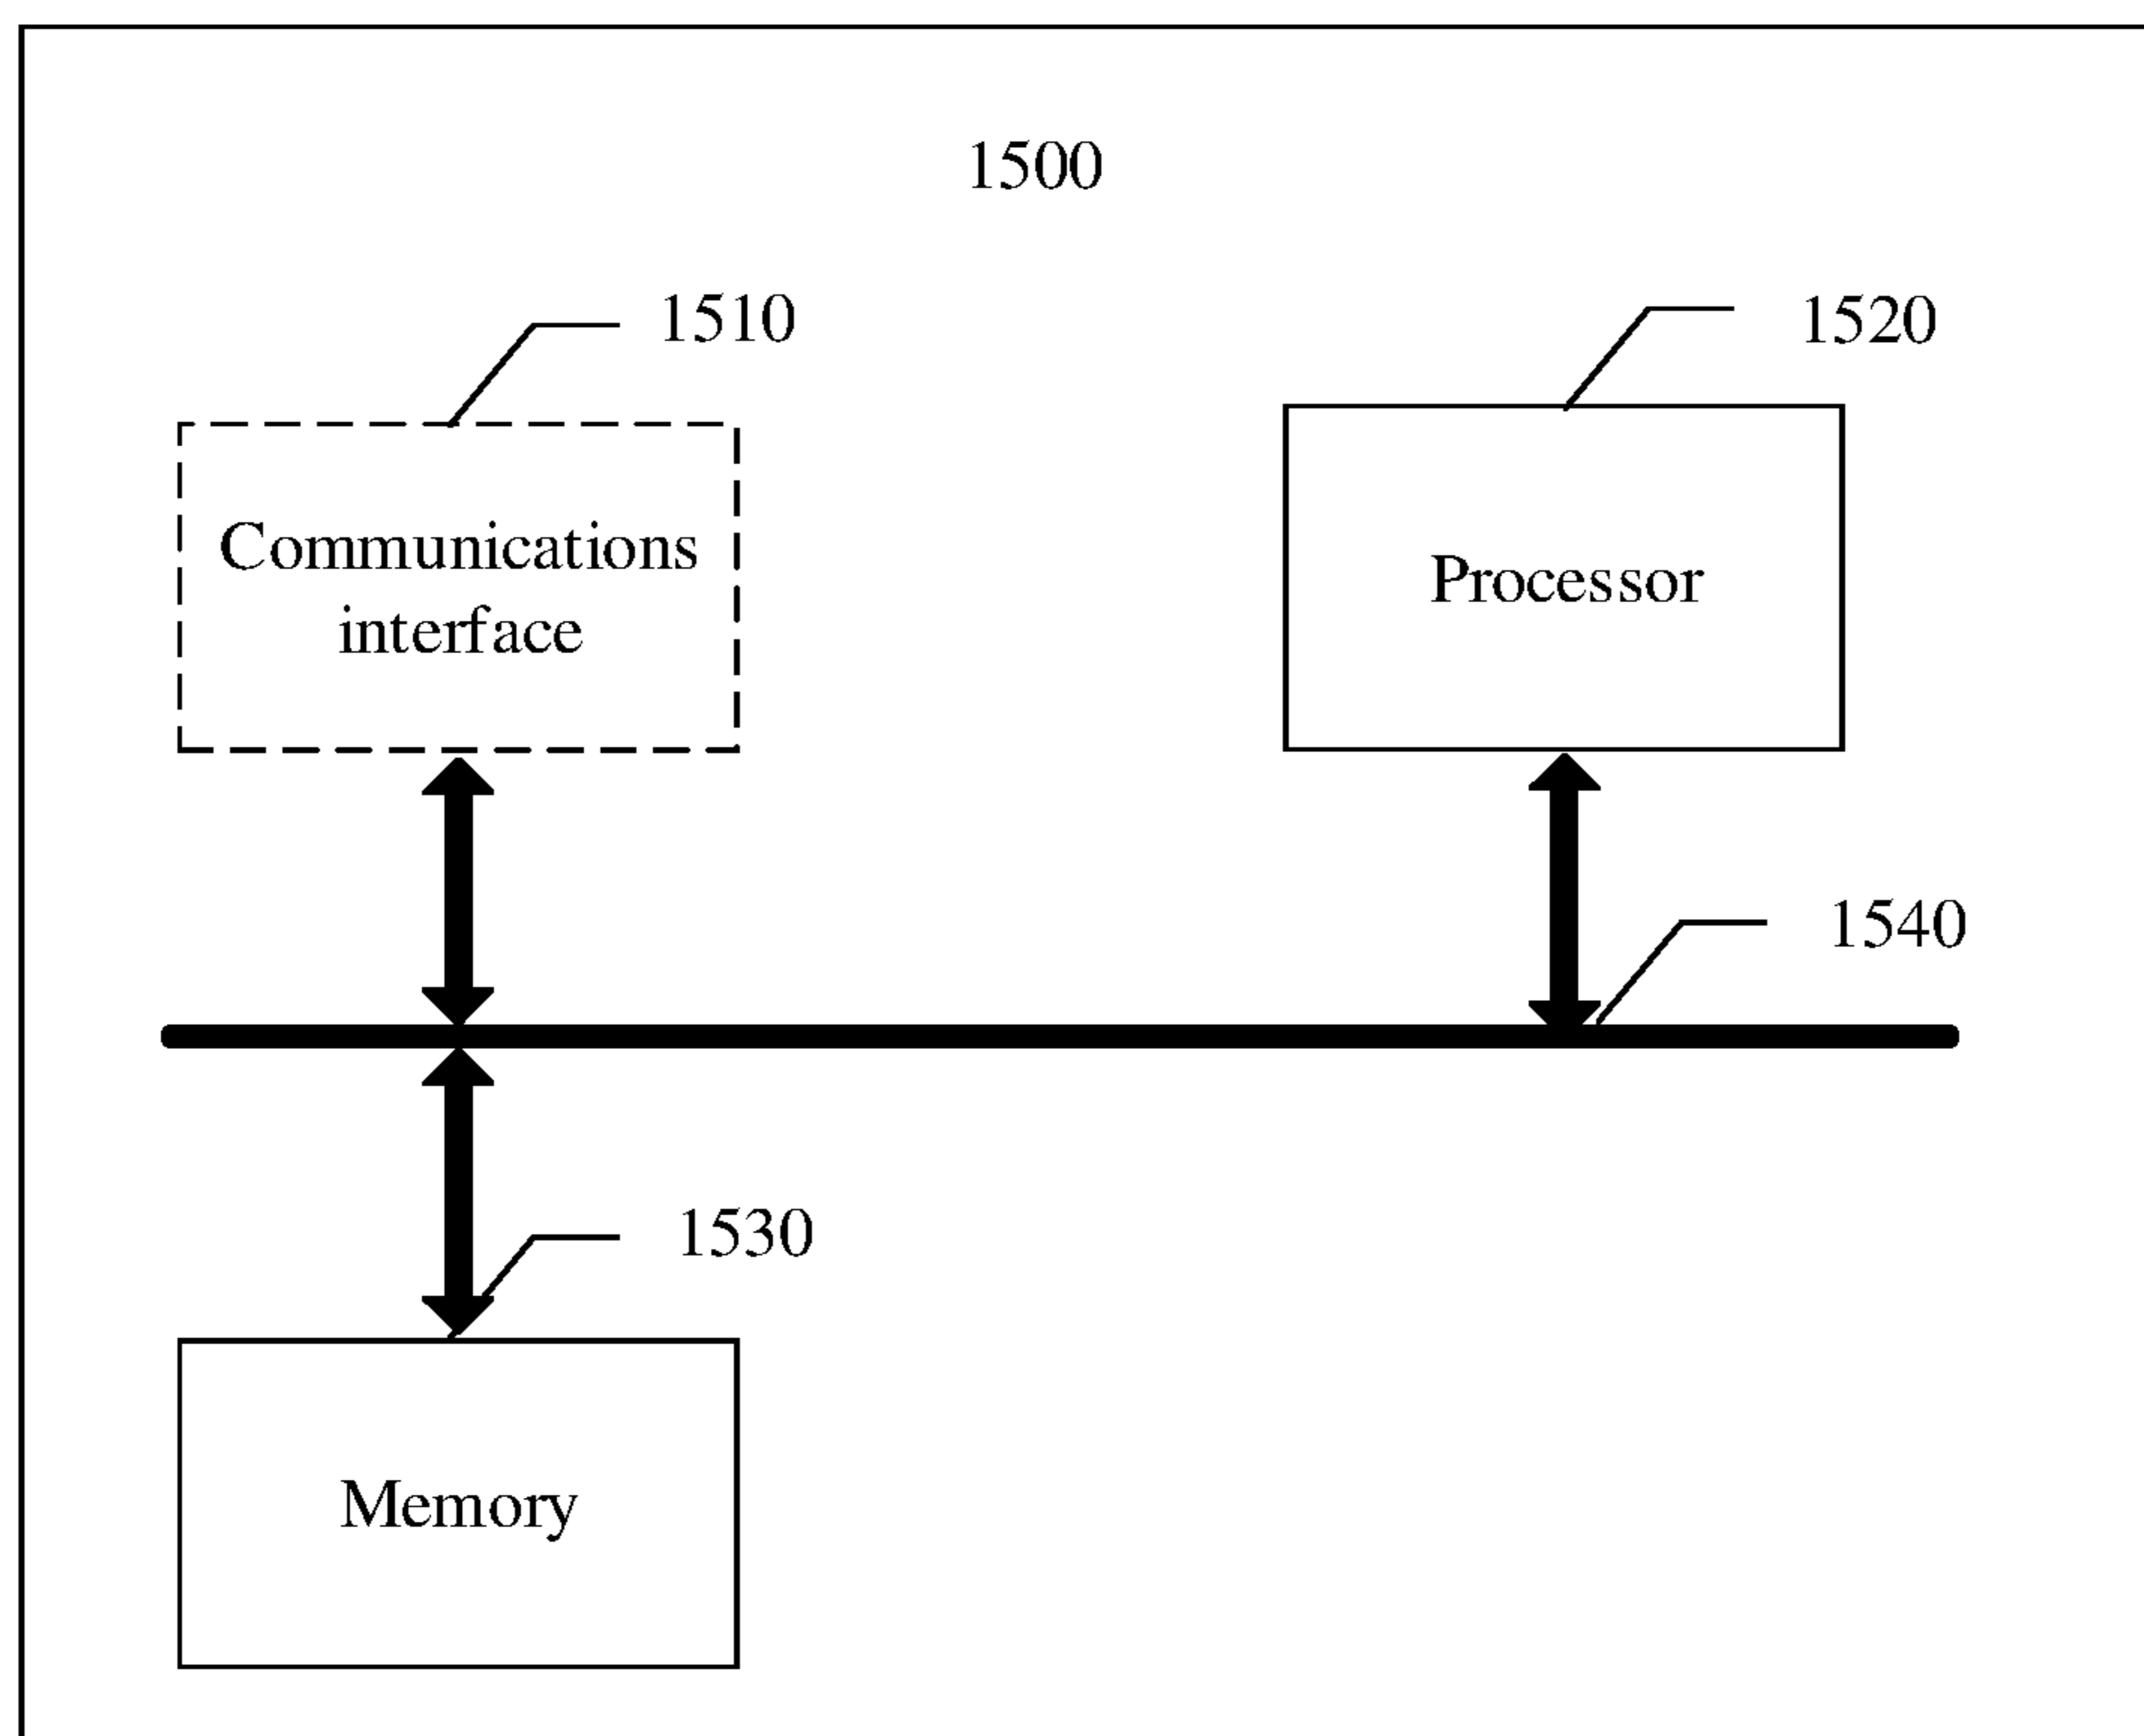 1500
1510
1520
Communications
interface
Processor
1540
1530
Memory